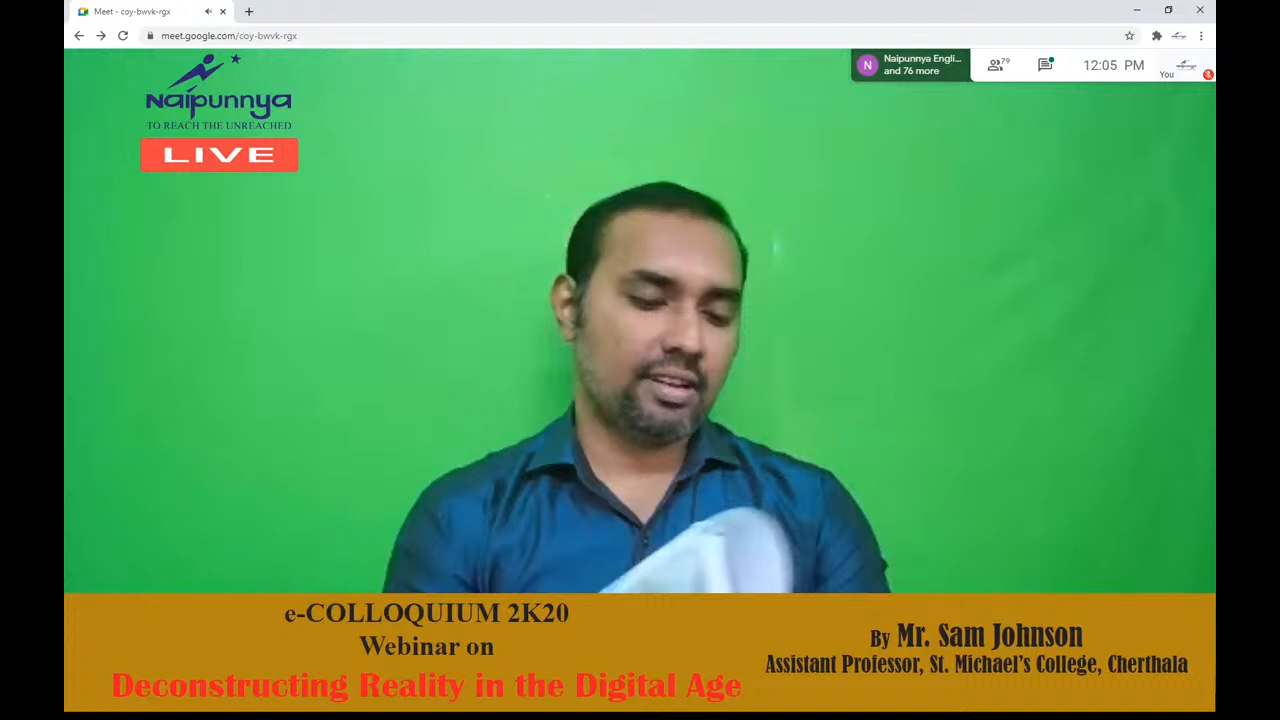 Meet - coy-bwvk-rgx
meet.google.com/coy-bwvk-rgx
NAIPUNNYA
TO REACH THE UNREACHED
LIVE
N
Naipunnya Engli...
and 76 more
79
12:05 PM
You
e-COLLOQUIUM 2K20
Webinar on
Deconstructing Reality in the Digital Age
By Mr. Sam Johnson
Assistant Professor, St. Michael's College, Cherthala